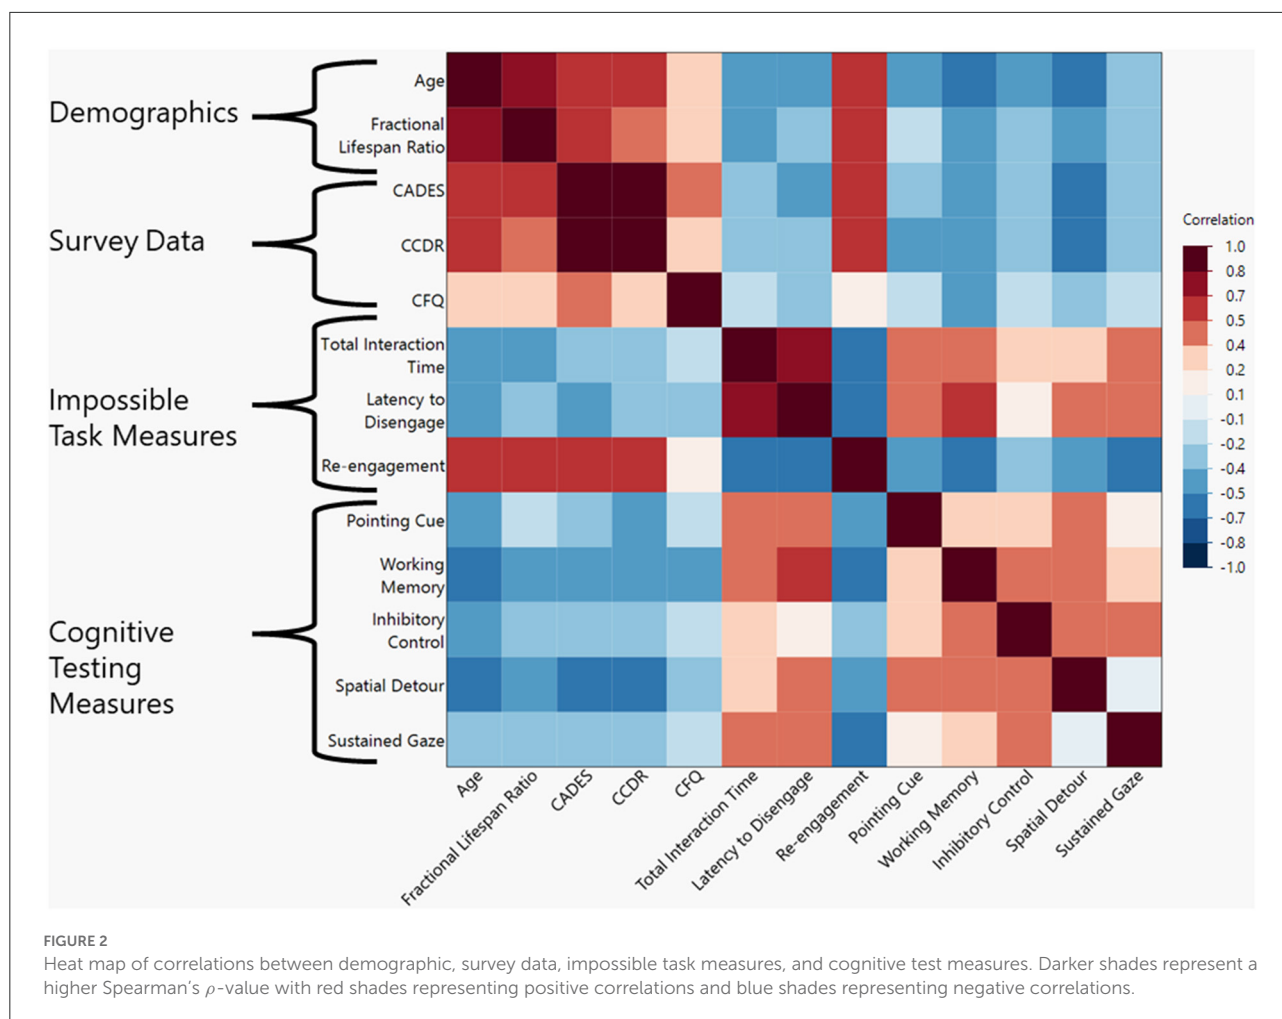 Demographics
Survey Data
Impossible
Task Measures
Cognitive
Testing
Measures
Age
Fractional
Lifespan Ratio
CADES
CCDR
CFQ
Total Interaction
Time
Latency to
Disengage
Re-engagement
Pointing Cue
Working
Memory
Inhibitory
Control
Spatial Detour
Sustained Gaze
Age
Fractional Lifespan Ratio
CADES
CCDR
CFQ
Total Interaction Time
Latency to Disengage
Re-engagement
Pointing Cue
Working Memory
Inhibitory Control
Spatial Detour
Sustained Gaze
Correlation
1.0
0.8
0.7
0.5
0.4
0.2
0.1
-0.1
-0.2
-0.4
-0.5
-0.7
-0.8
-1.0
FIGURE 2
Heat map of correlations between demographic, survey data, impossible task measures, and cognitive test measures. Darker shades represent a
higher Spearman's ρ-value with red shades representing positive correlations and blue shades representing negative correlations.